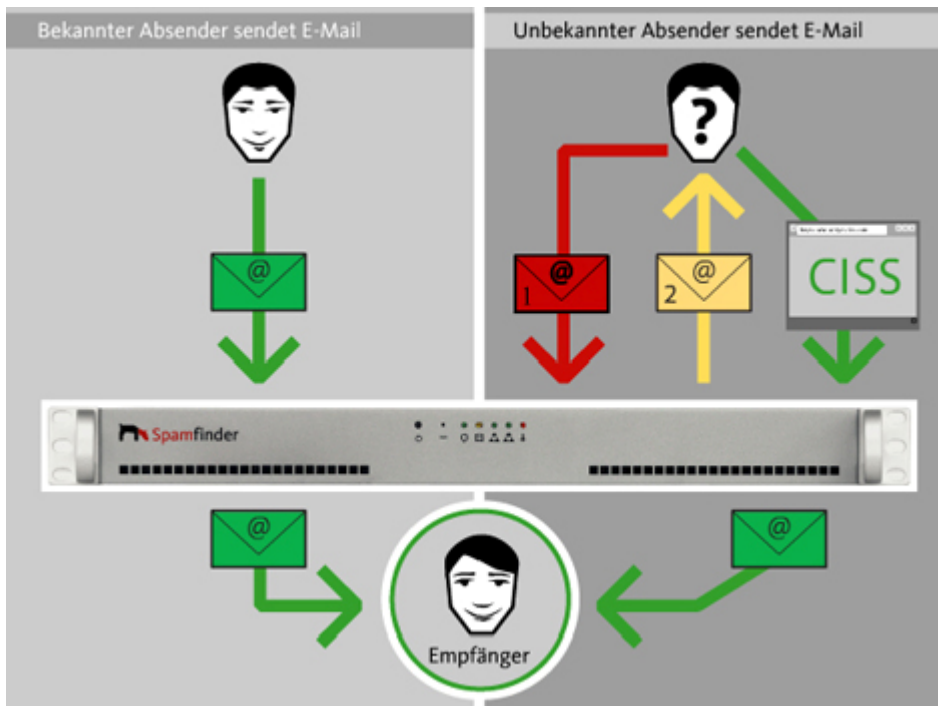 Bekannter Absender sendet E-Mail
Unbekannter Absender sendet E-Mail
?
@
@
1
@
2
CISS
Spamfinder
@
@
Empfänger